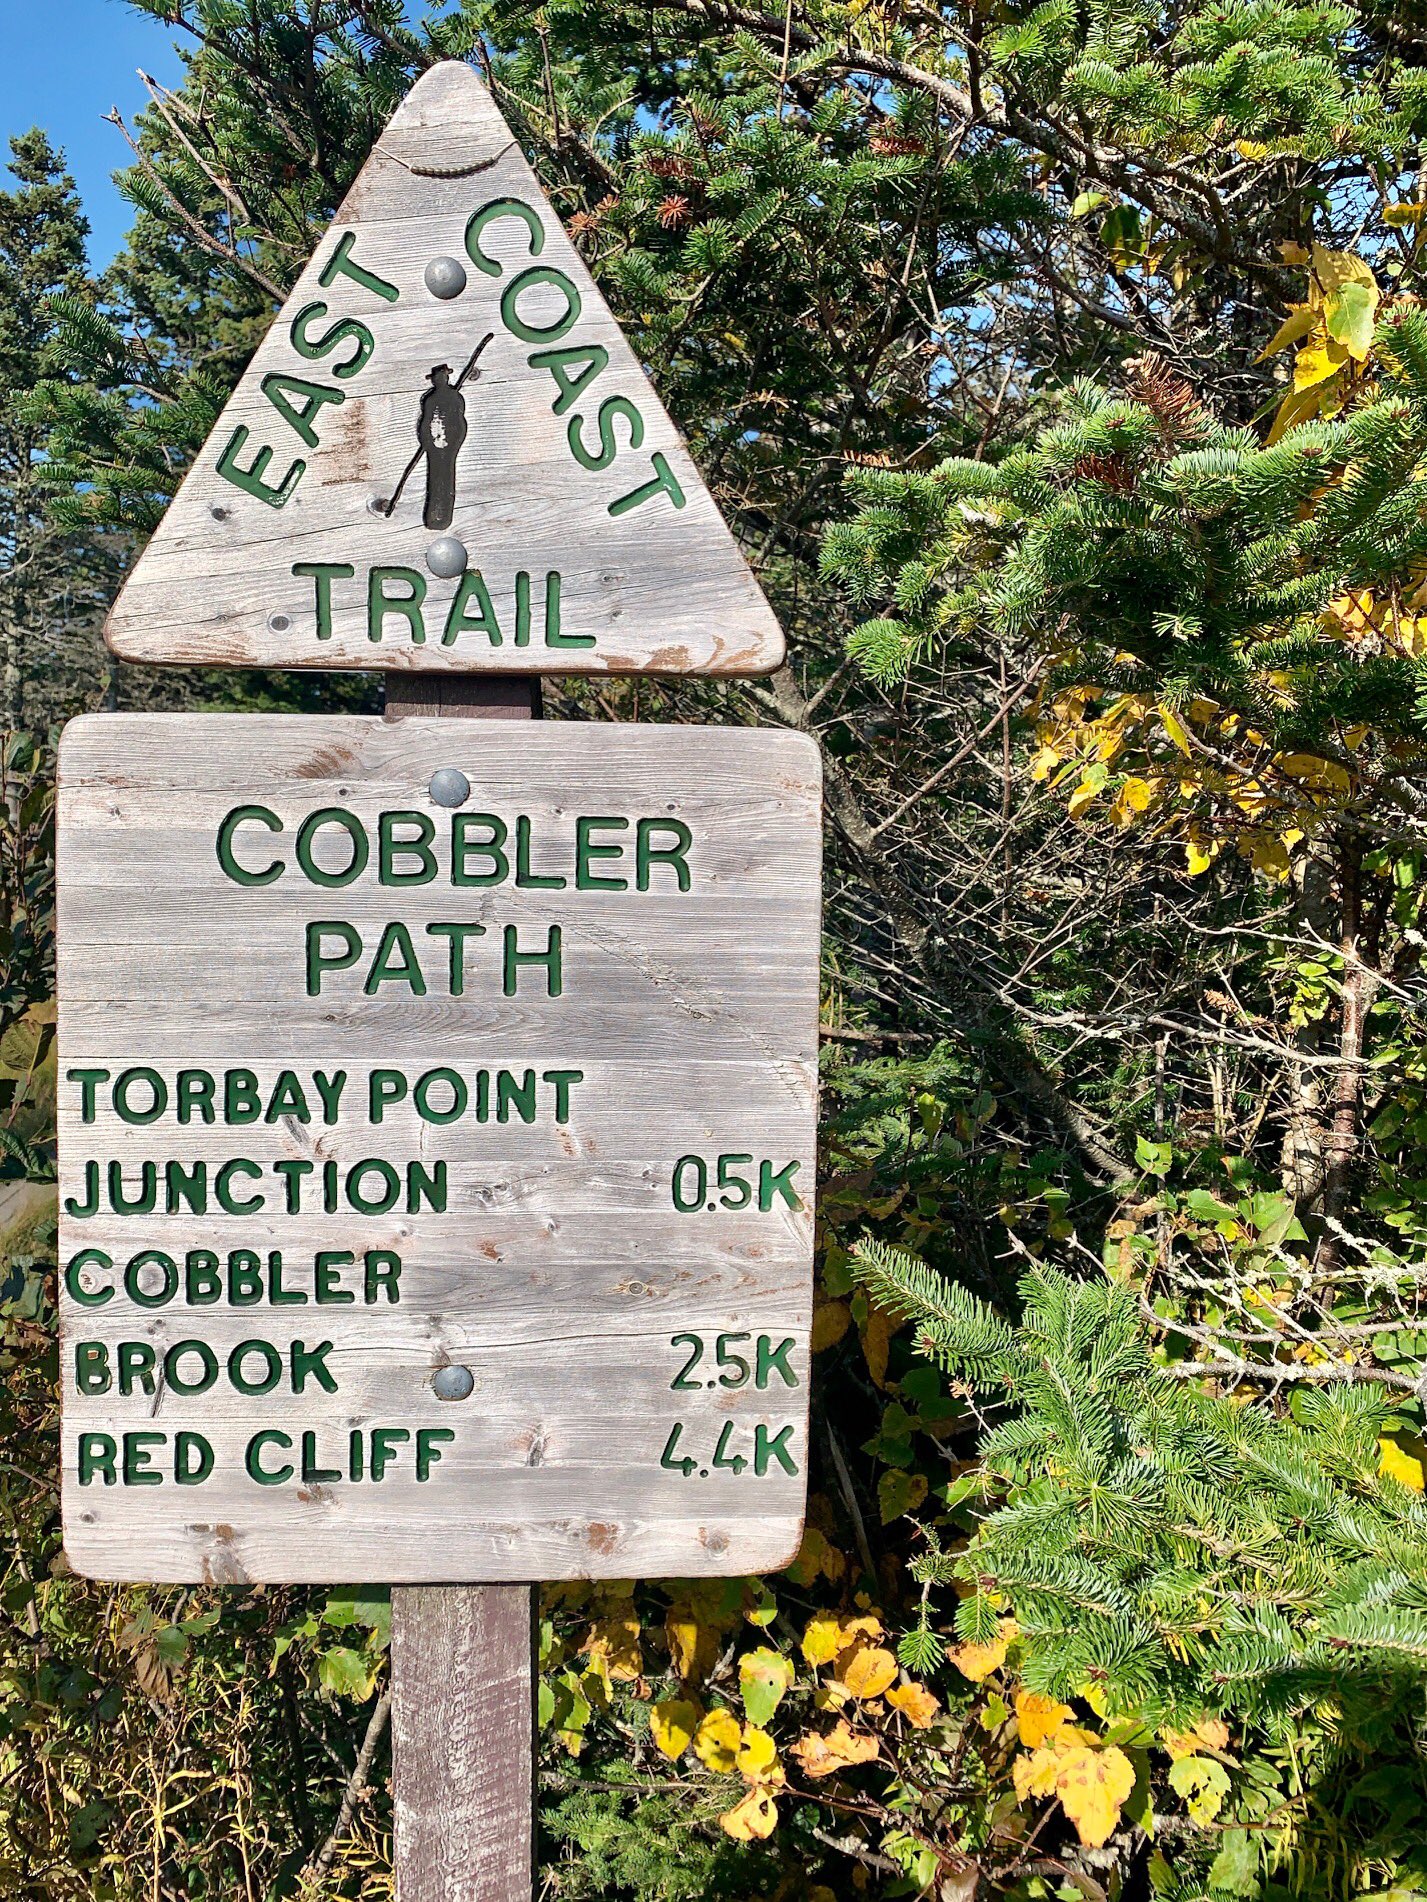 EAST COAST
TRAIL
COBBLER
PATH
TORBAY POINT
JUNCTION 0.5K
COBBLER
BROOK 2.5K
RED CLIFF 4.4K